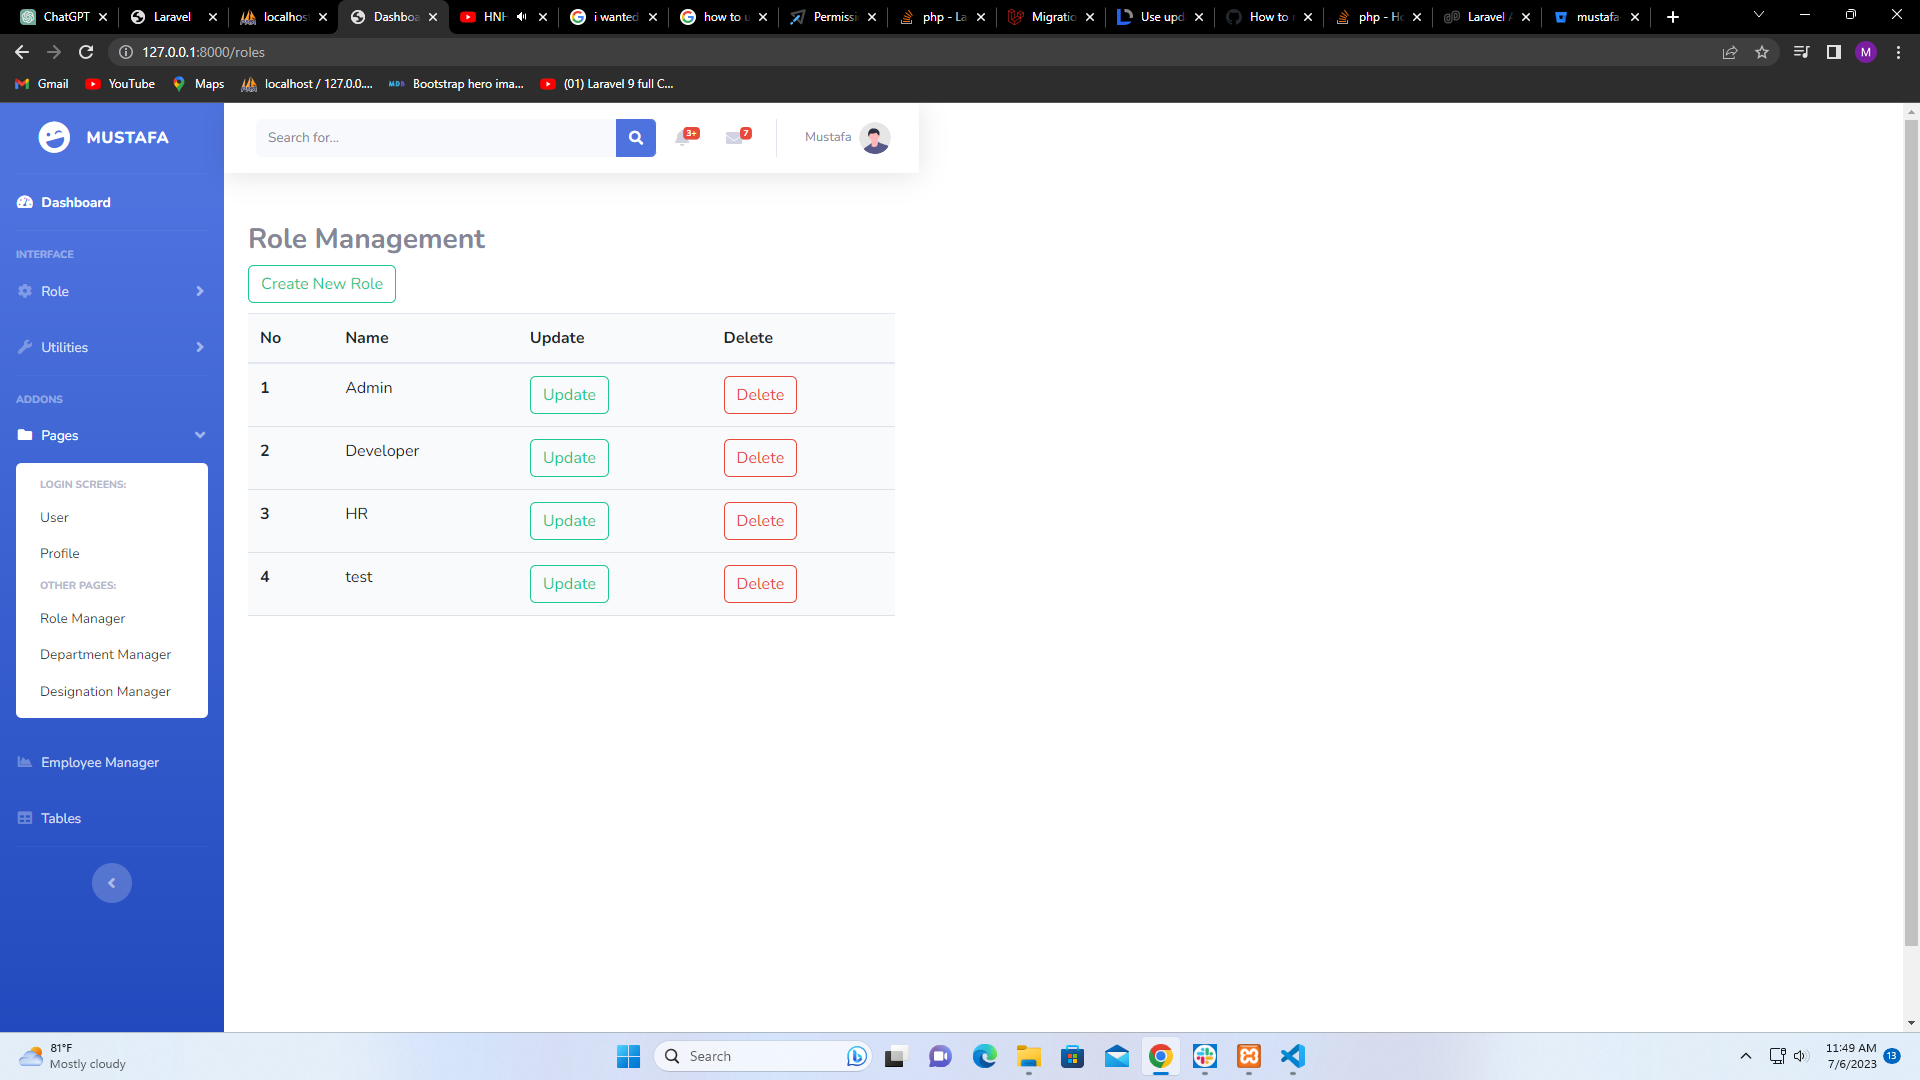 ChatGPT
Laravel
localhost
Dashboa
HNH
i wanted
how to u
Permissi
php - La
Migratio
Use upd
How to r
php - Ho
Laravel A
mustafa
127.0.0.1:8000/roles
M
Gmail
YouTube
Maps
localhost / 127.0.0....
MDB
Bootstrap hero ima...
(01) Laravel 9 full C...
MUSTAFA
Search for...
3+
7
Mustafa
Dashboard
INTERFACE
Role
Utilities
ADDONS
Pages
LOGIN SCREENS:
User
Profile
OTHER PAGES:
Role Manager
Department Manager
Designation Manager
Employee Manager
Tables
Role Management
Create New Role
No Name Update Delete
1 Admin Update Delete
2 Developer Update Delete
3 HR Update Delete
4 test Update Delete
81°F
Mostly cloudy
Search
11:49 AM
7/6/2023
13